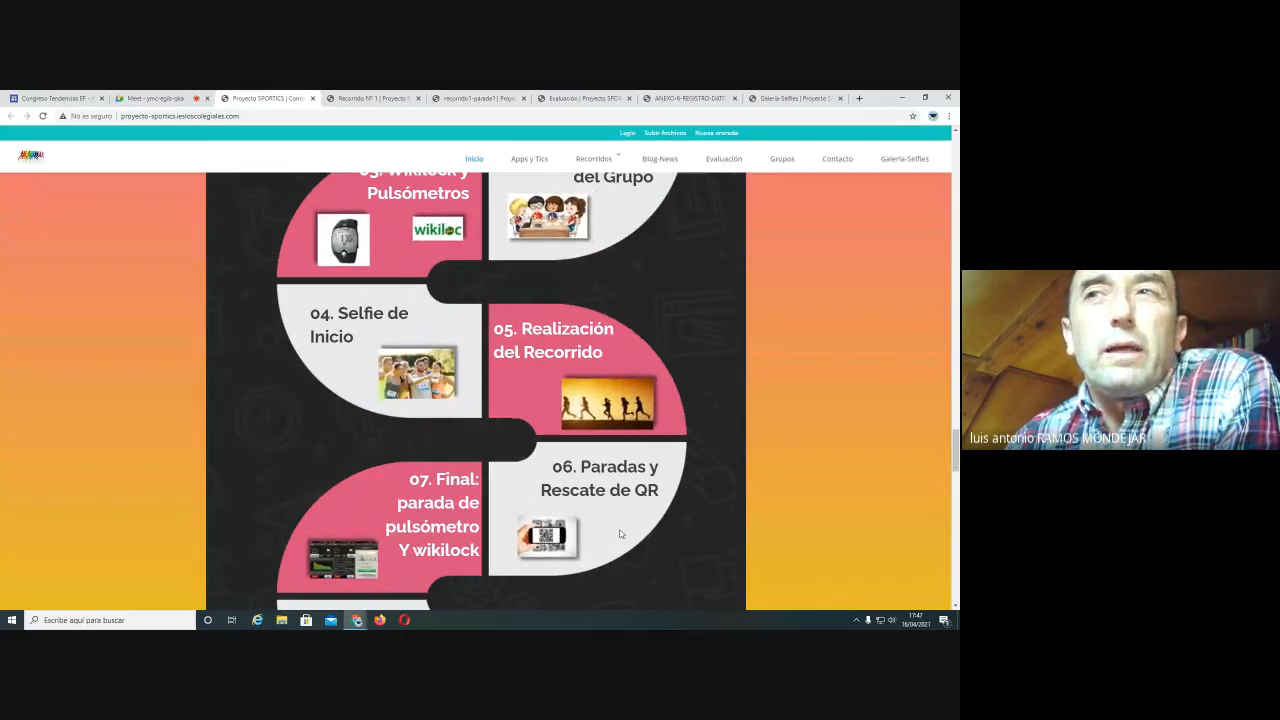 Congreso Tendencias EF -
Meet - ymc-egib-qka
Proyecto SPORTICS | Conc
Recorrido Nº 1 | Proyecto S
recorrido1-parada1 | Proye
Evaluación | Proyecto SPOR
ANEXO-6-REGISTRO-DATO
Galería-Selfies | Proyecto S
No es seguro | proyecto-sportics.iesloscolegiales.com
Login Subir Archivos Nueva entrada
Inicio Apps y Tics Recorridos Blog-News Evaluación Grupos Contacto Galería-Selfies
03. Wikilock y
Pulsómetros
wikiloc
del Grupo
04. Selfie de
Inicio
05. Realización
del Recorrido
06. Paradas y
Rescate de QR
07. Final:
parada de
pulsómetro
Y wikilock
luis antonio RAMOS MONDEJAR
Escribe aquí para buscar
17:47
16/04/2021